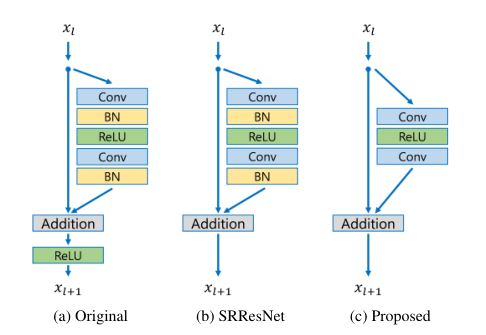 x_l
Conv
BN
ReLU
Conv
BN
Addition
ReLU
x_{l+1}
(a) Original
x_l
Conv
BN
ReLU
Conv
BN
Addition
x_{l+1}
(b) SRResNet
x_l
Conv
ReLU
Conv
Addition
x_{l+1}
(c) Proposed